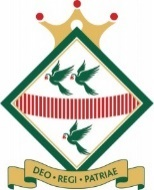 DEO · REGI · PATRIAE